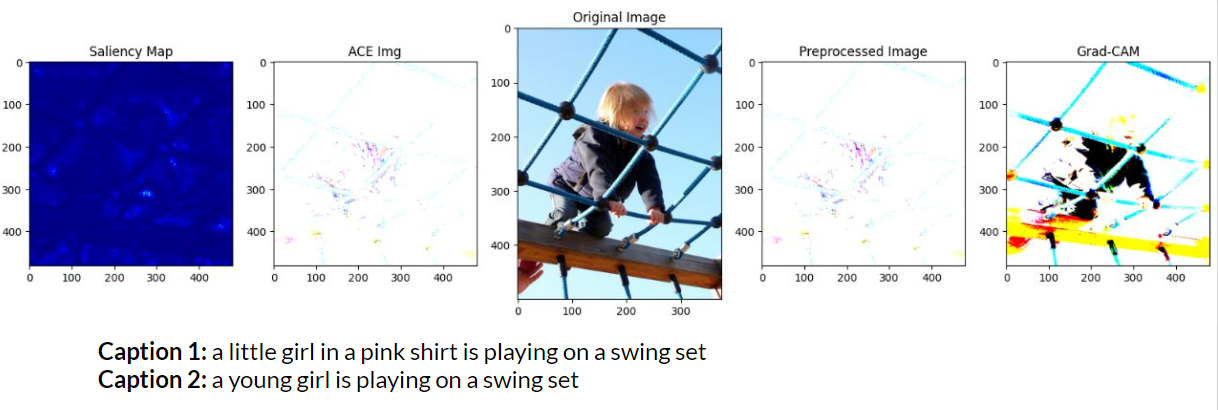 Original Image
Saliency Map
ACE Img
Preprocessed Image
Grad-CAM
0
100
200
300
400
0 100 200 300 400
0
100
200
300
400
0 100 200 300 400
0
100
200
300
400
0 100 200 300
0
100
200
300
400
0 100 200 300 400
0
100
200
300
400
0 100 200 300 400
Caption 1: a little girl in a pink shirt is playing on a swing set
Caption 2: a young girl is playing on a swing set